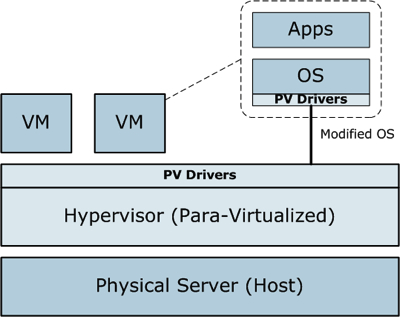 Apps
OS
PV Drivers
VM
VM
Modified OS
PV Drivers
Hypervisor (Para-Virtualized)
Physical Server (Host)